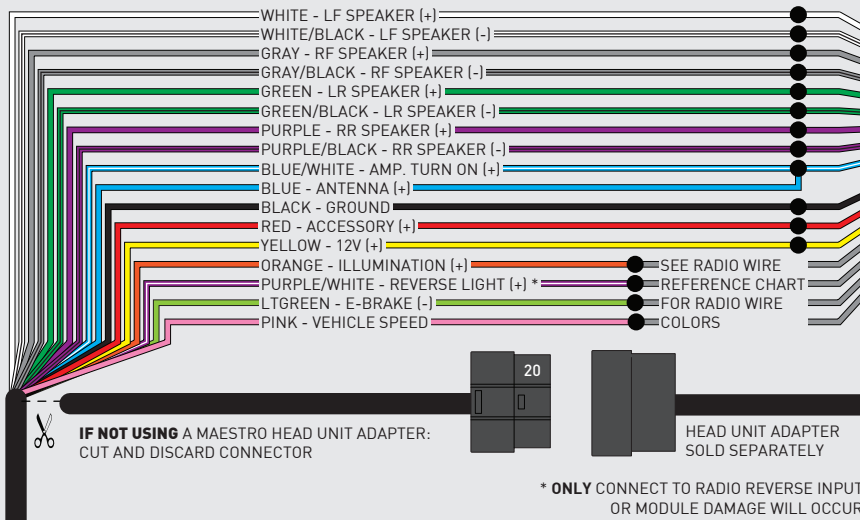 WHITE - LF SPEAKER (+)
WHITE/BLACK - LF SPEAKER (-)
GRAY - RF SPEAKER (+)
GRAY/BLACK - RF SPEAKER (-)
GREEN - LR SPEAKER (+)
GREEN/BLACK - LR SPEAKER (-)
PURPLE - RR SPEAKER (+)
PURPLE/BLACK - RR SPEAKER (-)
BLUE/WHITE - AMP. TURN ON (+)
BLUE - ANTENNA (+)
BLACK - GROUND
RED - ACCESSORY (+)
YELLOW - 12V (+)
ORANGE - ILLUMINATION (+)
PURPLE/WHITE - REVERSE LIGHT (+) *
LTGREEN - E-BRAKE (-)
PINK - VEHICLE SPEED
SEE RADIO WIRE
REFERENCE CHART
FOR RADIO WIRE
COLORS
20
IF NOT USING A MAESTRO HEAD UNIT ADAPTER:
CUT AND DISCARD CONNECTOR
HEAD UNIT ADAPTER
SOLD SEPARATELY
* ONLY CONNECT TO RADIO REVERSE INPUT
OR MODULE DAMAGE WILL OCCUR